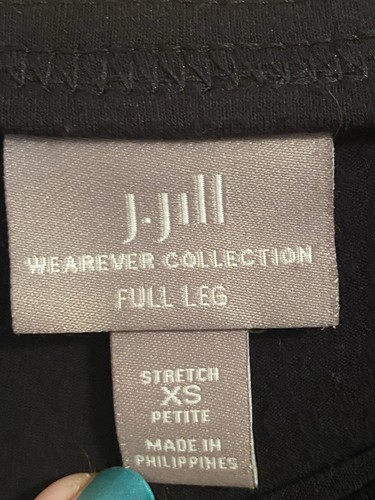 J.Jill
WEAREVER COLLECTION
FULL LEG
STRETCH
XS
PETITE
MADE IN
PHILIPPINES